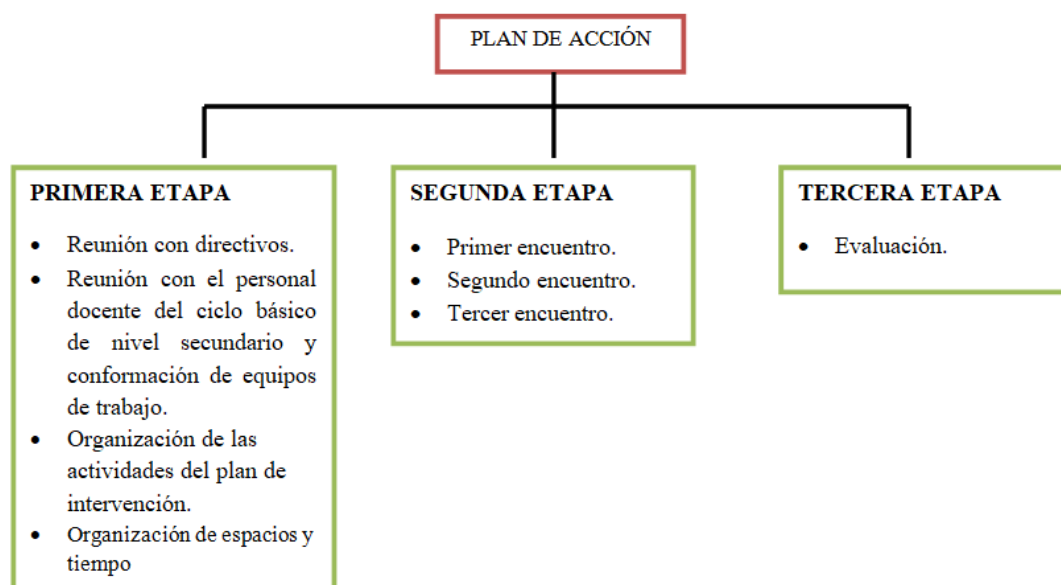 PLAN DE ACCIÓN
PRIMERA ETAPA
• Reunión con directivos.
• Reunión con el personal
docente del ciclo básico
de nivel secundario y
conformación de equipos
de trabajo.
• Organización de las
actividades del plan de
intervención.
• Organización de espacios y
tiempo
SEGUNDA ETAPA
• Primer encuentro.
• Segundo encuentro.
• Tercer encuentro.
TERCERA ETAPA
• Evaluación.